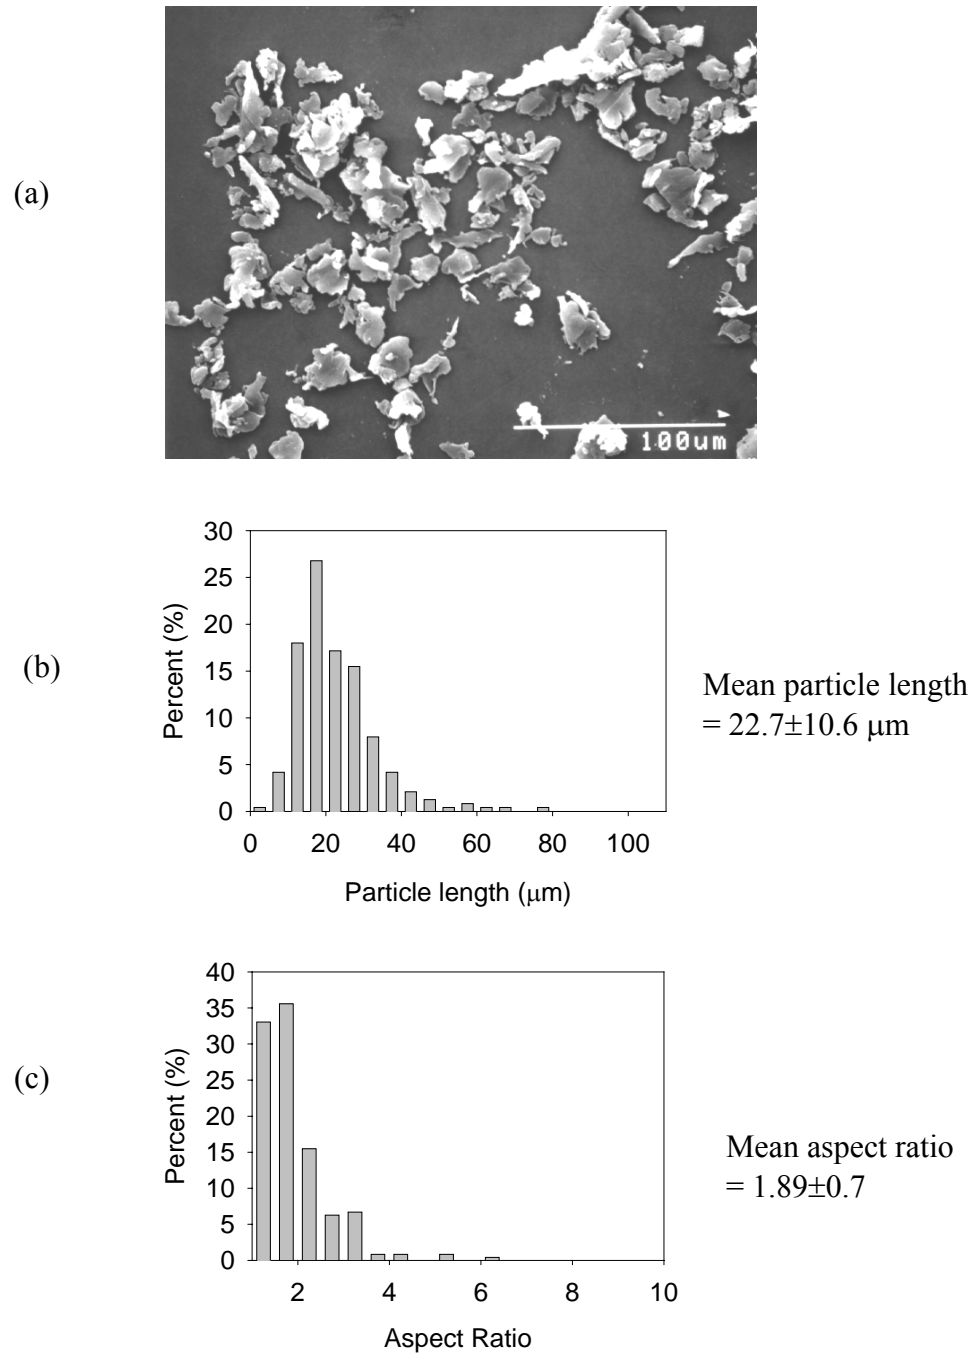 (a)
100um
(b)
30
25
20
15
10
5
0
Percent (%)
0 20 40 60 80 100
Particle length (μm)
Mean particle length
= 22.7±10.6 μm
(c)
40
35
30
25
20
15
10
5
0
Percent (%)
2 4 6 8 10
Aspect Ratio
Mean aspect ratio
= 1.89±0.7